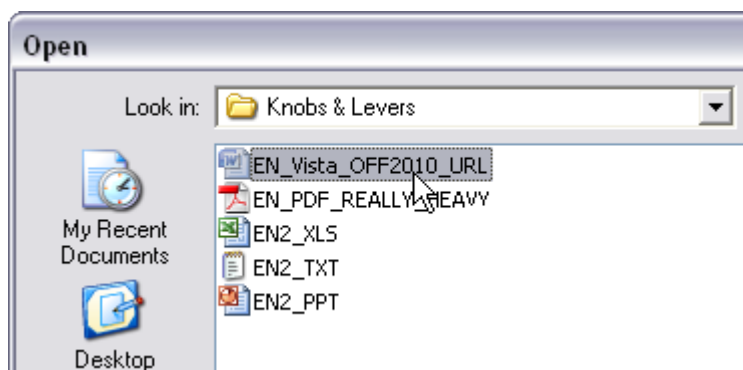 Open
Look in: Knobs & Levers
EN_Vista_OFF2010_URL
EN_PDF_REALLY_HEAVY
My Recent
Documents
EN2_XLS
EN2_TXT
EN2_PPT
Desktop